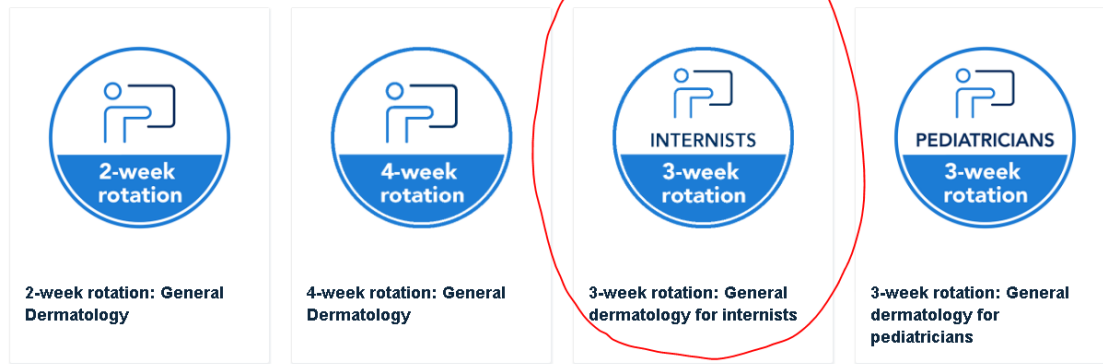 2-week
rotation
2-week rotation: General
Dermatology
4-week
rotation
4-week rotation: General
Dermatology
INTERNISTS
3-week
rotation
3-week rotation: General
dermatology for internists
PEDIATRICIANS
3-week
rotation
3-week rotation: General
dermatology for
pediatricians